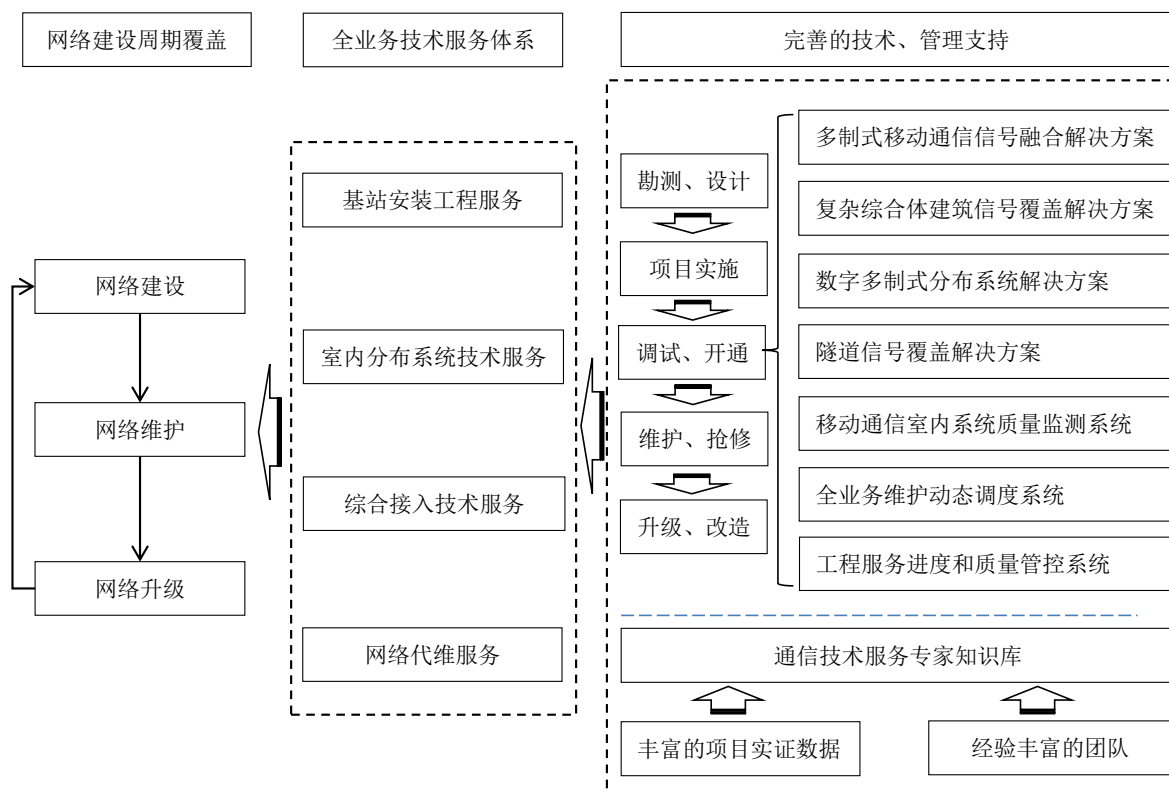 网络建设周期覆盖
全业务技术服务体系
完善的技术、管理支持
网络建设
网络维护
网络升级
基站安装工程服务
室内分布系统技术服务
综合接入技术服务
网络代维服务
勘测、设计
项目实施
调试、开通
维护、抢修
升级、改造
多制式移动通信信号融合解决方案
复杂综合体建筑信号覆盖解决方案
数字多制式分布系统解决方案
隧道信号覆盖解决方案
移动通信室内系统质量监测系统
全业务维护动态调度系统
工程服务进度和质量管控系统
通信技术服务专家知识库
丰富的项目实证数据
经验丰富的团队